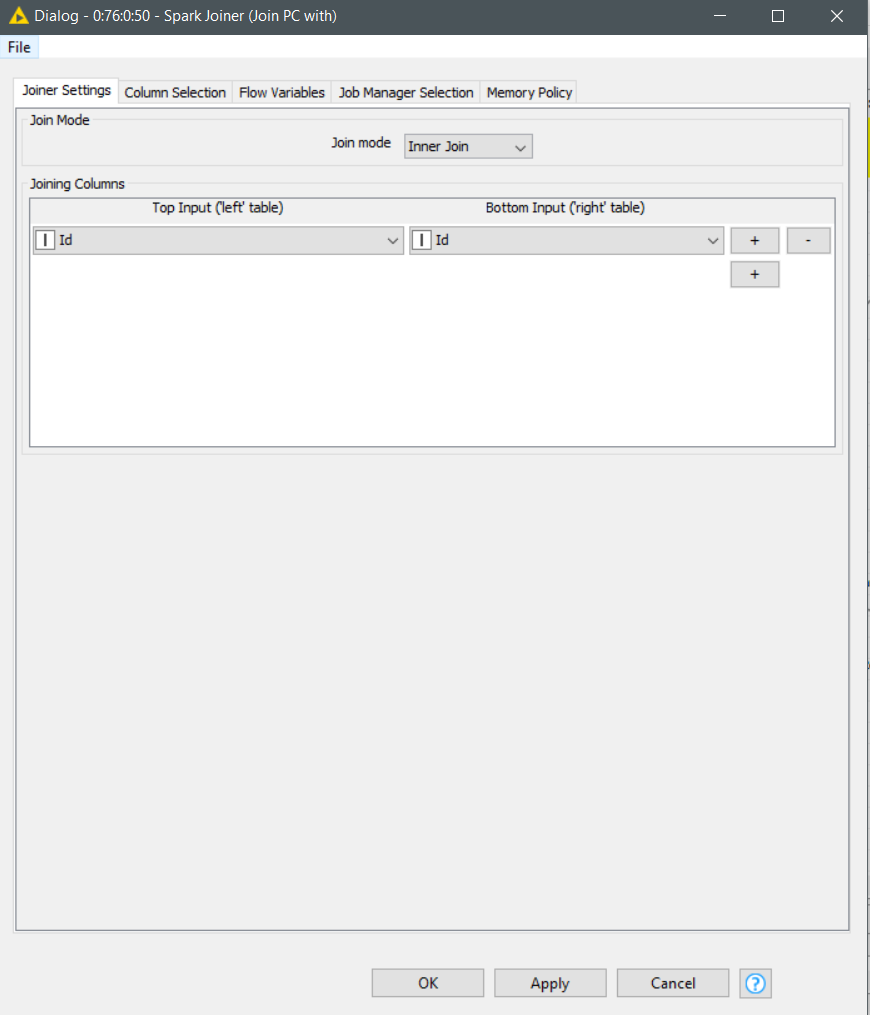 Dialog - 0:76:0:50 - Spark Joiner (Join PC with)
File
Joiner Settings Column Selection Flow Variables Job Manager Selection Memory Policy
Join Mode
Join mode Inner Join
Joining Columns
Top Input ('left' table) Bottom Input ('right' table)
I Id I Id + -
+
OK Apply Cancel ?